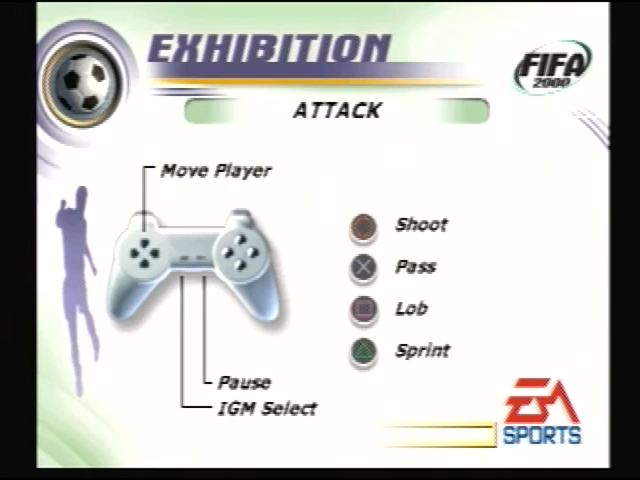 EXHIBITION
FIFA
2000
ATTACK
Move Player
Shoot
Pass
Lob
Sprint
Pause
IGM Select
EA
SPORTS